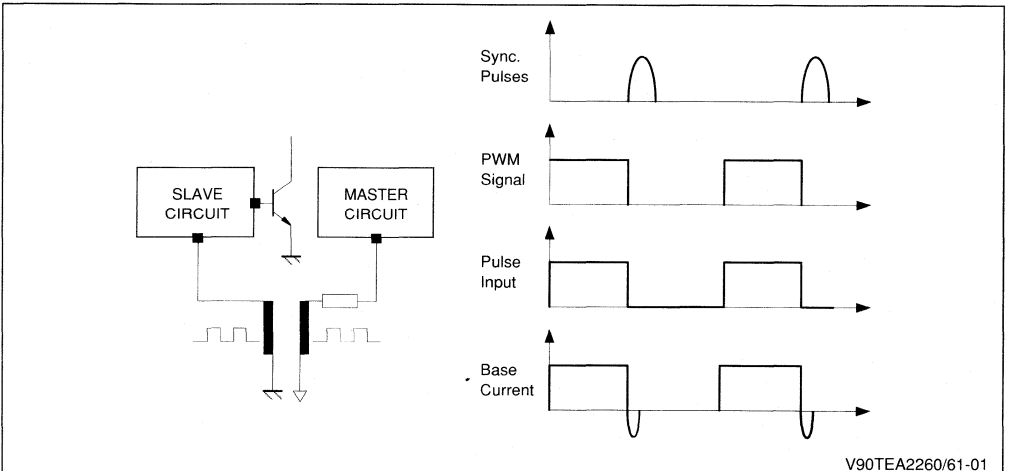 Sync.
Pulses
PWM
Signal
SLAVE
CIRCUIT
MASTER
CIRCUIT
Pulse
Input
Base
Current
V90TEA2260/61-01